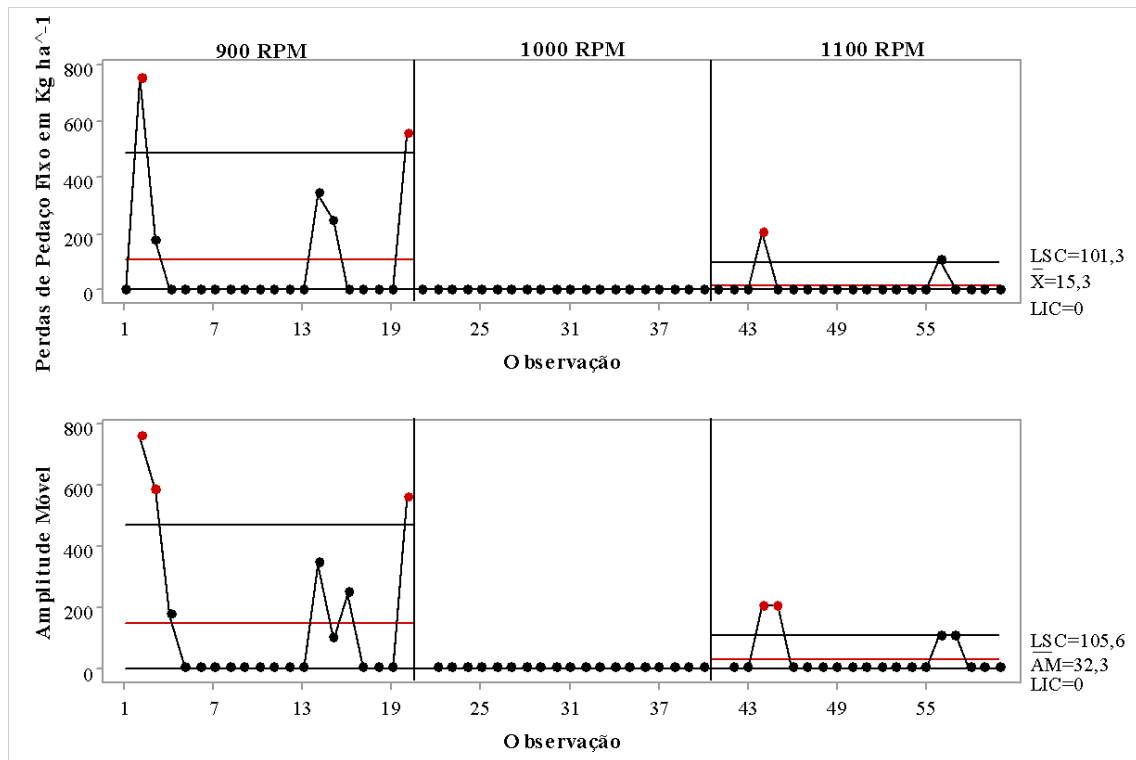 900 RPM 1000 RPM 1100 RPM
Perdas de Pedaço Fixo em Kg ha^-1
800
600
400
200
0
LSC=101,3
X=15,3
LIC=0
1 7 13 19 25 31 37 43 49 55
Observação
Amplitude Móvel
800
600
400
200
0
LSC=105,6
AM=32,3
LIC=0
1 7 13 19 25 31 37 43 49 55
Observação